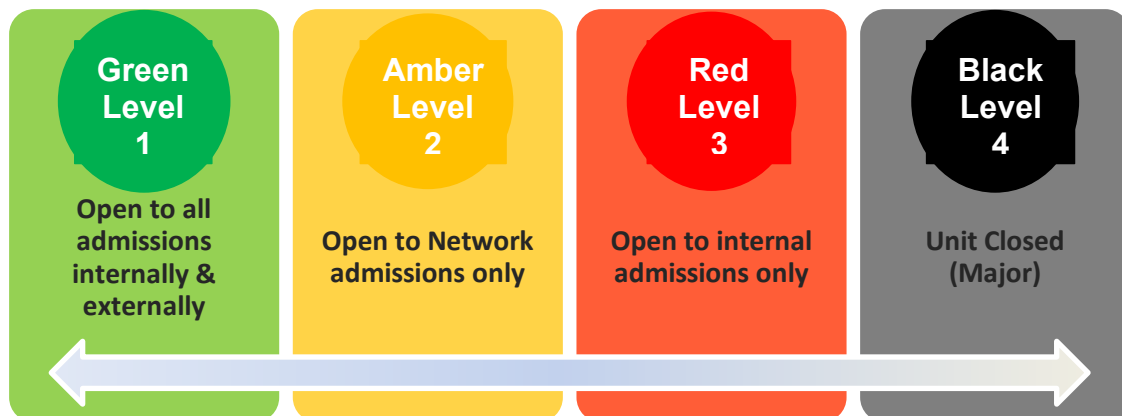 Green
Level
1
Open to all
admissions
internally &
externally
Amber
Level
2
Open to Network
admissions only
Red
Level
3
Open to internal
admissions only
Black
Level
4
Unit Closed
(Major)